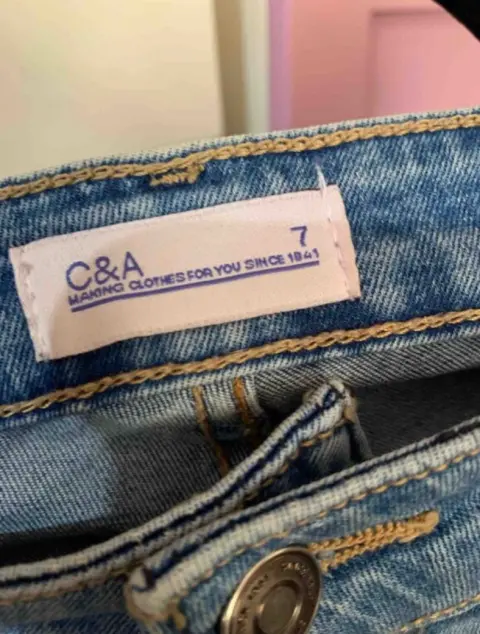 C&A
7
MAKING CLOTHES FOR YOU SINCE 1841